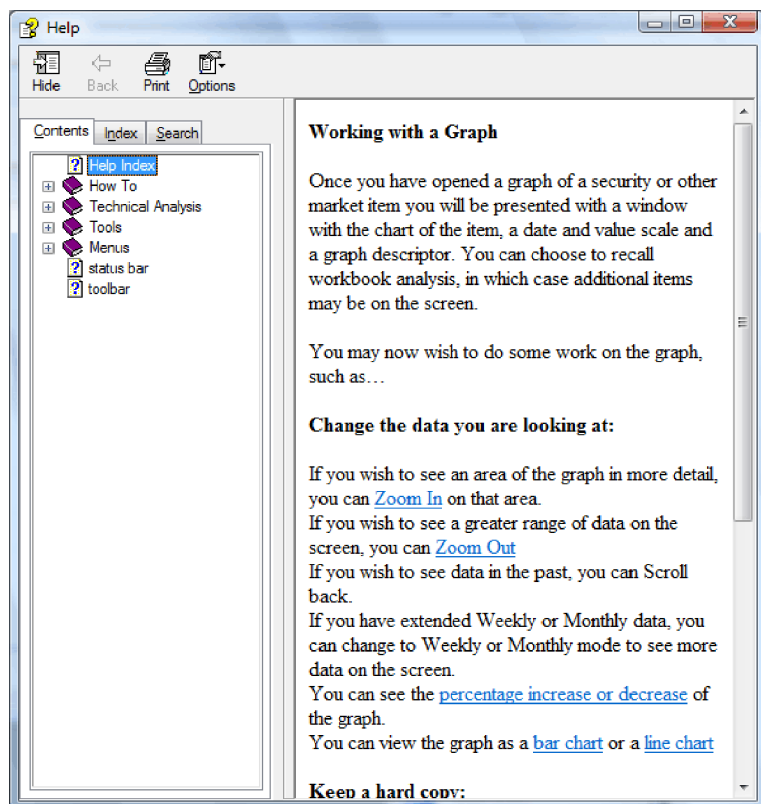 Help
Hide Back Print Options
Contents Index Search
Help Index
How To
Technical Analysis
Tools
Menus
status bar
toolbar
Working with a Graph
Once you have opened a graph of a security or other
market item you will be presented with a window
with the chart of the item, a date and value scale and
a graph descriptor. You can choose to recall
workbook analysis, in which case additional items
may be on the screen.
You may now wish to do some work on the graph,
such as…
Change the data you are looking at:
If you wish to see an area of the graph in more detail,
you can Zoom In on that area.
If you wish to see a greater range of data on the
screen, you can Zoom Out
If you wish to see data in the past, you can Scroll
back.
If you have extended Weekly or Monthly data, you
can change to Weekly or Monthly mode to see more
data on the screen.
You can see the percentage increase or decrease of
the graph.
You can view the graph as a bar chart or a line chart
Keep a hard copy: